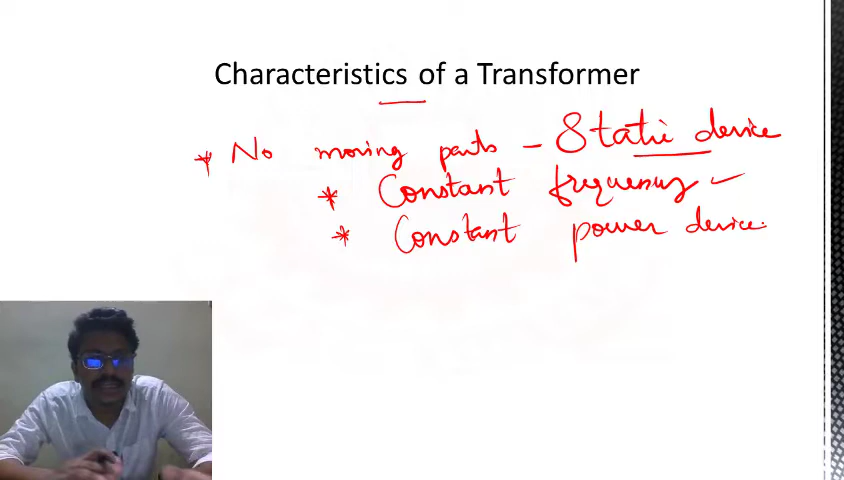 Characteristics of a Transformer
* No moving parts - Static device
* Constant frequency ✓
* Constant power device.